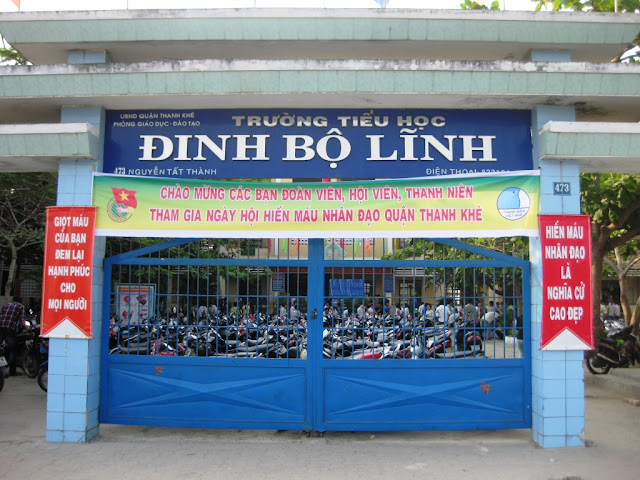 UBND QUẬN THANH KHÊ
PHÒNG GIÁO DỤC - ĐÀO TẠO
TRƯỜNG TIỂU HỌC
ĐINH BỘ LĨNH
473 NGUYỄN TẤT THÀNH
ĐIỆN THOẠI
473
CHÀO MỪNG CÁC BẠN ĐOÀN VIÊN, HỘI VIÊN, THANH NIÊN
THAM GIA NGÀY HỘI HIẾN MÁU NHÂN ĐẠO QUẬN THANH KHÊ
GIỌT MÁU
CỦA BẠN
ĐEM LẠI
HẠNH PHÚC
CHO
MỌI NGƯỜI
HIẾN MÁU
NHÂN ĐẠO
LÀ
NGHĨA CỬ
CAO ĐẸP